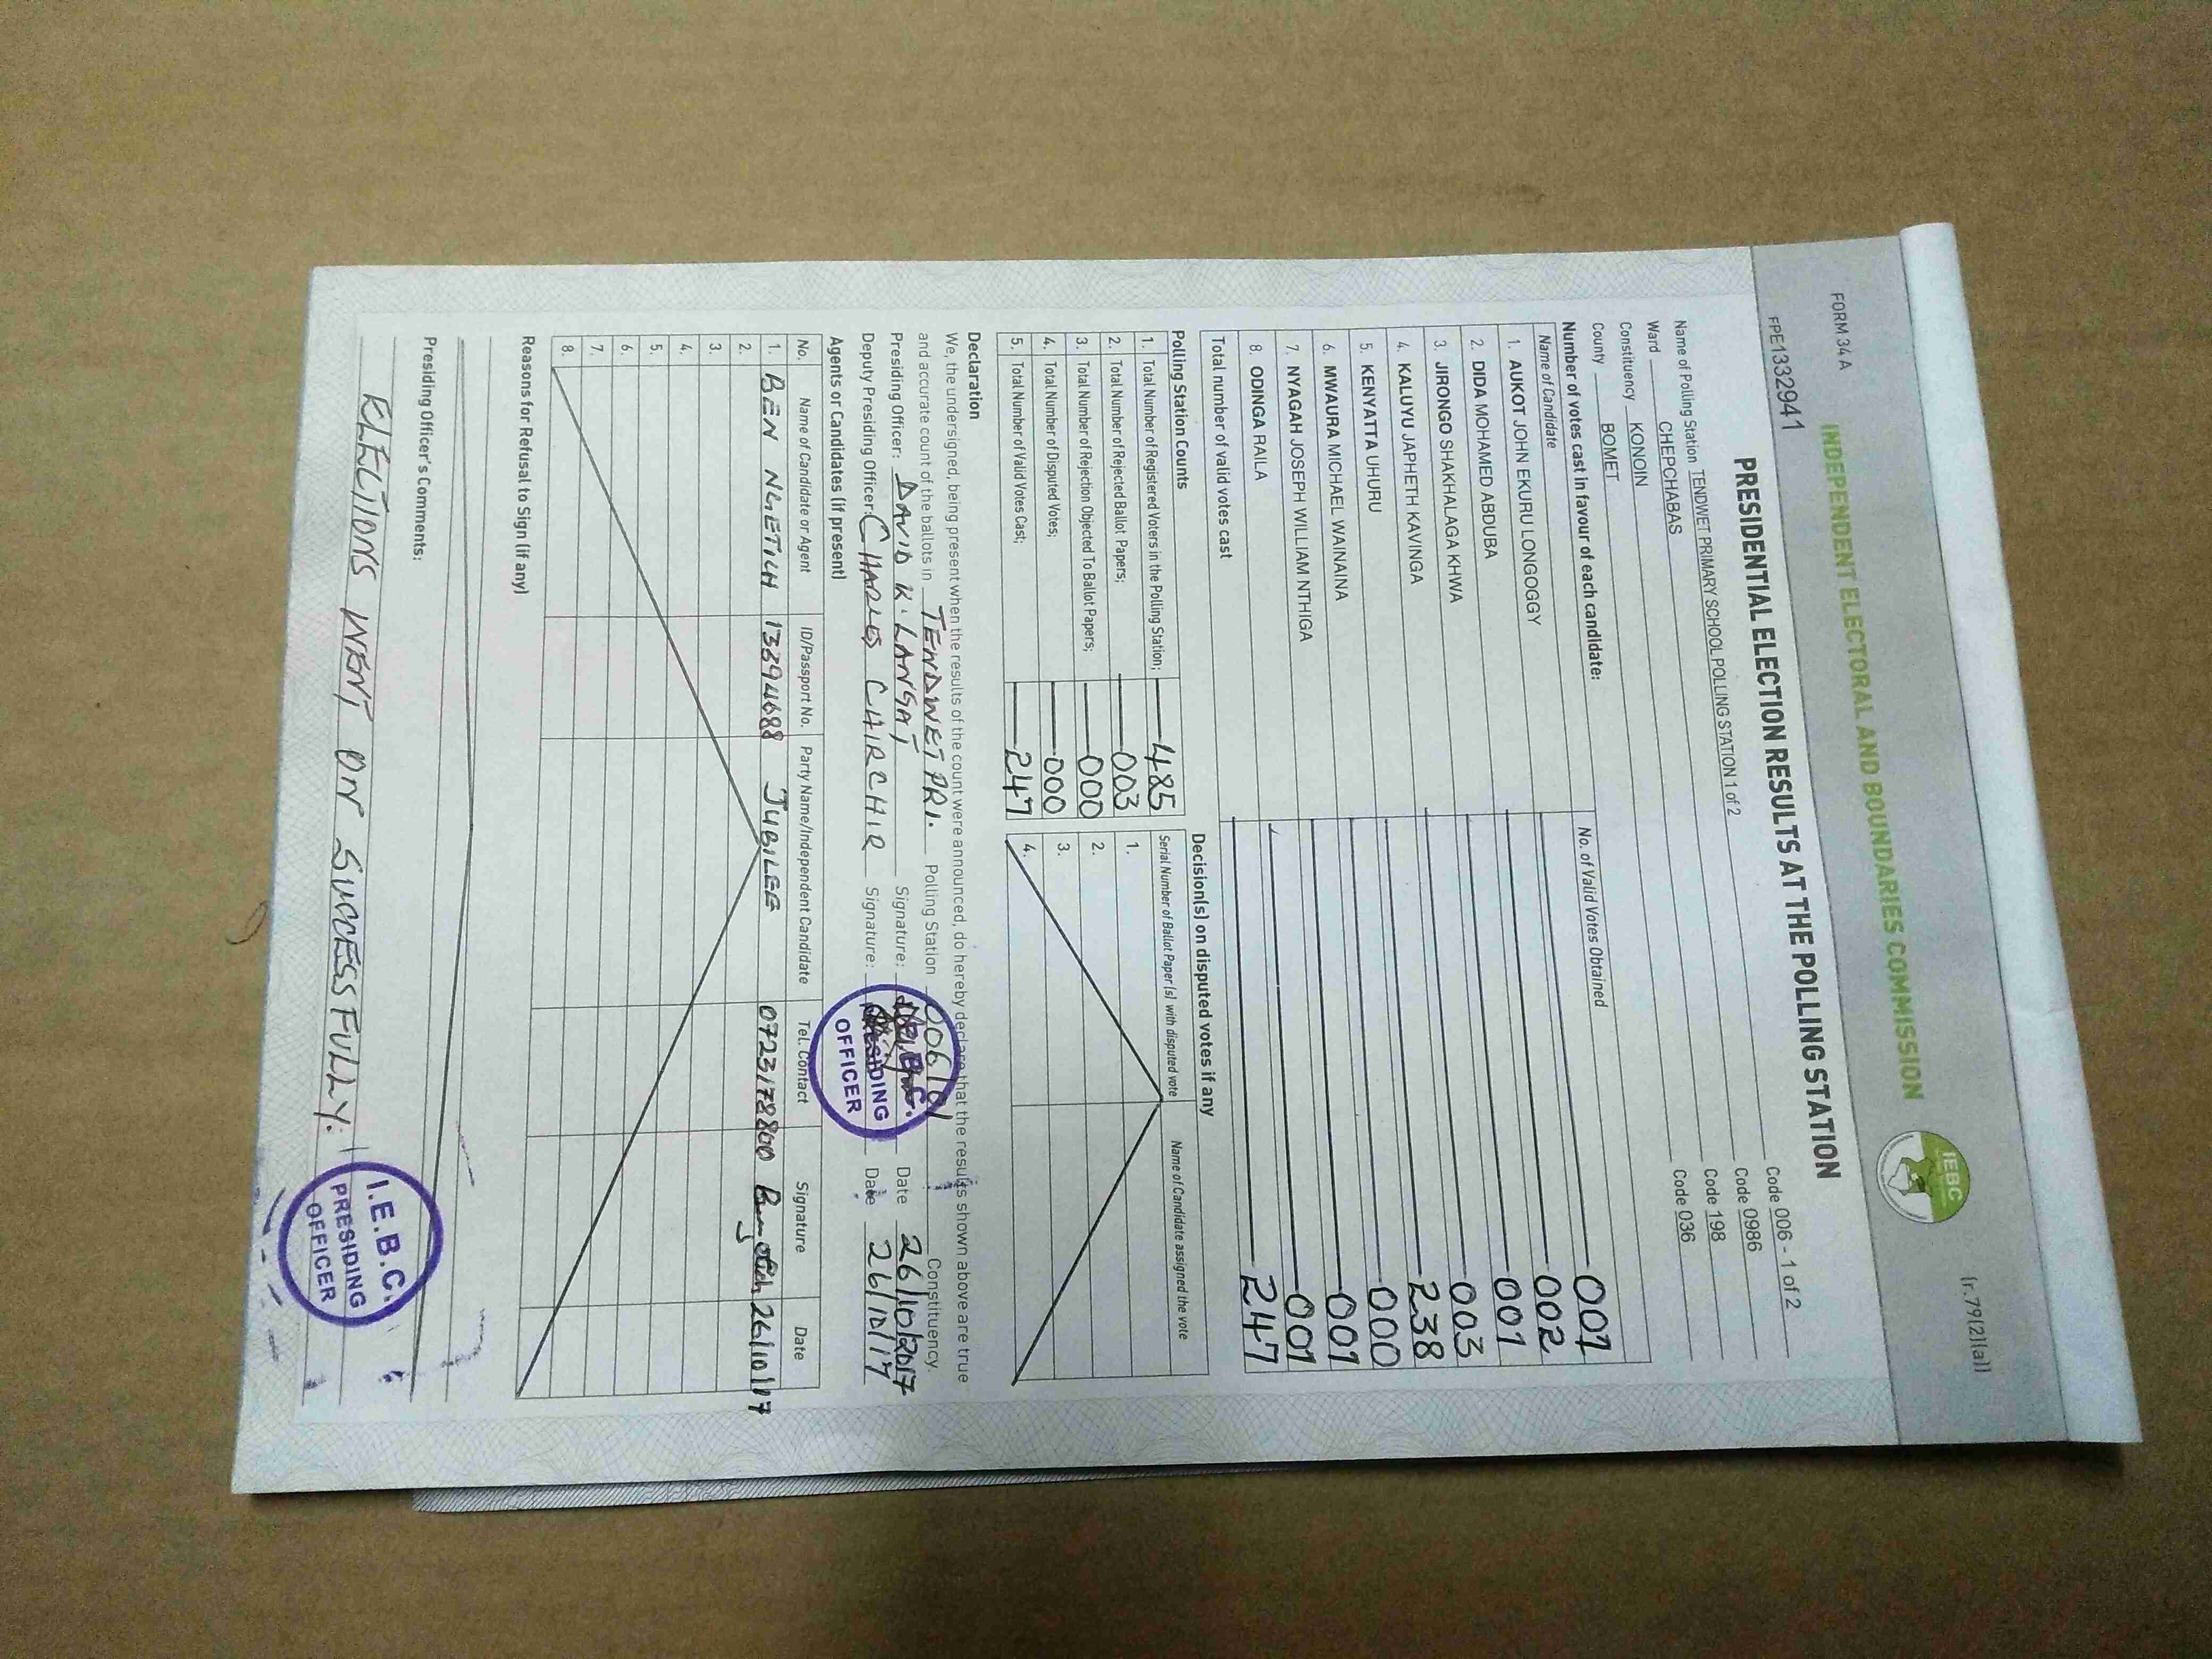 FORM 34 A
(r.79(2)(a))
INDEPENDENT ELECTORAL AND BOUNDARIES COMMISSION
IEBC
FPE1332941
PRESIDENTIAL ELECTION RESULTS AT THE POLLING STATION
Name of Polling Station TENDWET PRIMARY SCHOOL POLLING STATION 1 of 2 Code 006 - 1 of 2
Ward CHEPCHABAS Code 0986
Constituency KONOIN Code 198
County BOMET Code 036
Number of votes cast in favour of each candidate:
Name of Candidate No. of Valid Votes Obtained
1. AUKOT JOHN EKURU LONGOGGY 001
2. DIDA MOHAMED ABDUBA 002
3. JIRONGO SHAKHALAGA KHWA 001
4. KALUYU JAPHETH KAVINGA 003
5. KENYATTA UHURU 238
6. MWAURA MICHAEL WAINAINA 000
7. NYAGAH JOSEPH WILLIAM NTHIGA 001
8. ODINGA RAILA 001
Total number of valid votes cast 247
Polling Station Counts
1. Total Number of Registered Voters in the Polling Station; 485
2. Total Number of Rejected Ballot Papers; 003
3. Total Number of Rejection Objected To Ballot Papers; 000
4. Total Number of Disputed Votes; 000
5. Total Number of Valid Votes Cast; 247
Decision(s) on disputed votes if any
Serial Number of Ballot Paper (s) with disputed vote Name of Candidate assigned the vote
1.
2.
3.
4.
Declaration
We, the undersigned, being present when the results of the count were announced, do hereby declare that the results shown above are true
and accurate count of the ballots in TENDWET PRI. Polling Station Constituency.
Presiding Officer: DAVID K. LANGAT Signature: Date 26/10/2017
Deputy Presiding Officer: CHARLES CHIRCHIR Signature: Date 26/10/17
I.E.B.C.
PRESIDING
OFFICER
Agents or Candidates (if present)
No. Name of Candidate or Agent ID/Passport No. Party Name/Independent Candidate Tel. Contact Signature Date
1. BEN NGETICH 13394688 JUBILEE 0723178800 26/10/17
2.
3.
4.
5.
6.
7.
8.
Reasons for Refusal to Sign (if any)
Presiding Officer's Comments:
ELECTIONS WENT ON SUCCESSFULLY.
I.E.B.C.
PRESIDING
OFFICER